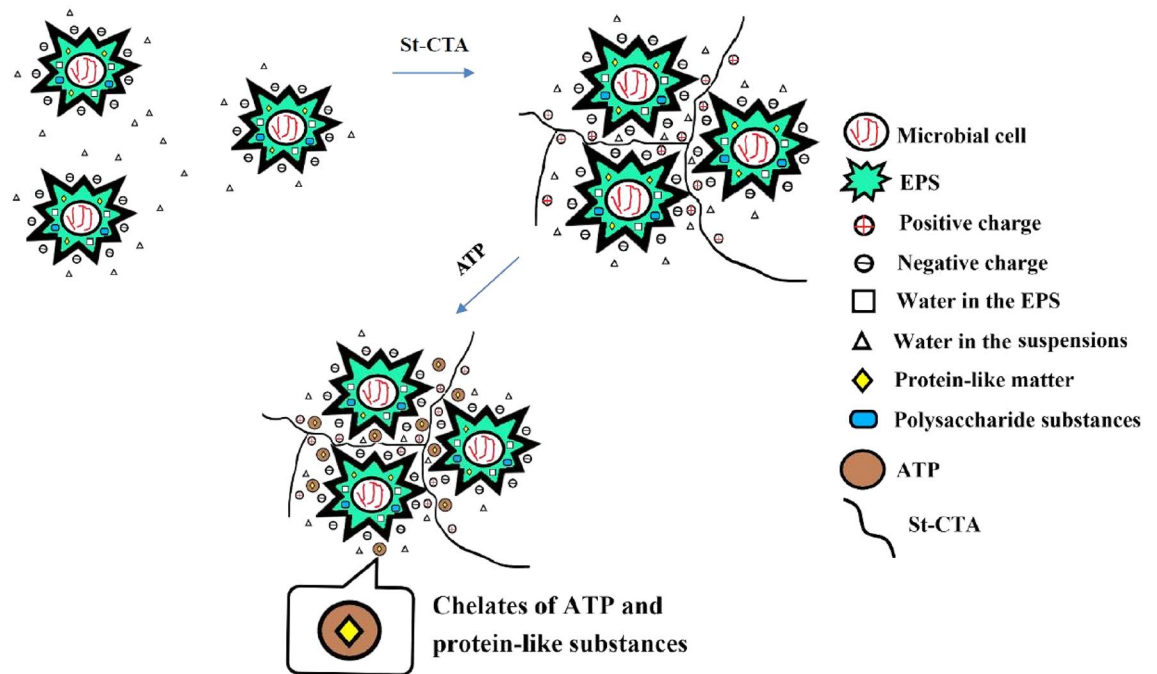 St-CTA
ATP
Microbial cell
EPS
Positive charge
Negative charge
Water in the EPS
Water in the suspensions
Protein-like matter
Polysaccharide substances
ATP
St-CTA
Chelates of ATP and
protein-like substances